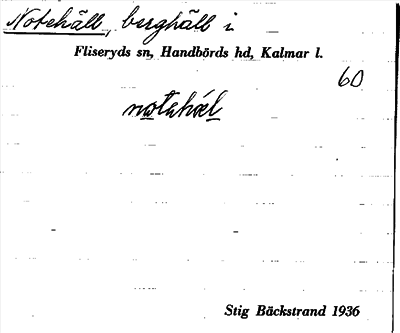 Notehäll, berghäll i
Fliseryds sn, Handbörds hd, Kalmar l.
60
notehäl
Stig Bäckstrand 1936